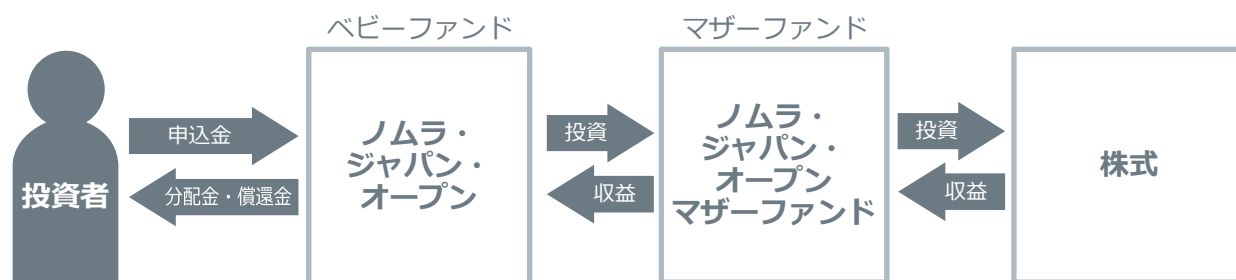 ベビーファンド
マザーファンド
投資者
申込金
分配金・償還金
ノムラ・
ジャパン・
オープン
投資
収益
ノムラ・
ジャパン・
オープン
マザーファンド
投資
収益
株式